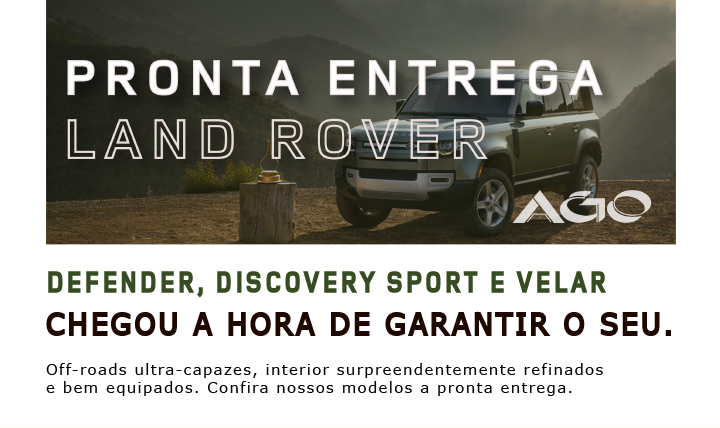 PRONTA ENTREGA
LAND ROVER
AGO
DEFENDER, DISCOVERY SPORT E VELAR
CHEGOU A HORA DE GARANTIR O SEU.
Off-roads ultra-capazes, interior surpreendentemente refinados
e bem equipados. Confira nossos modelos a pronta entrega.